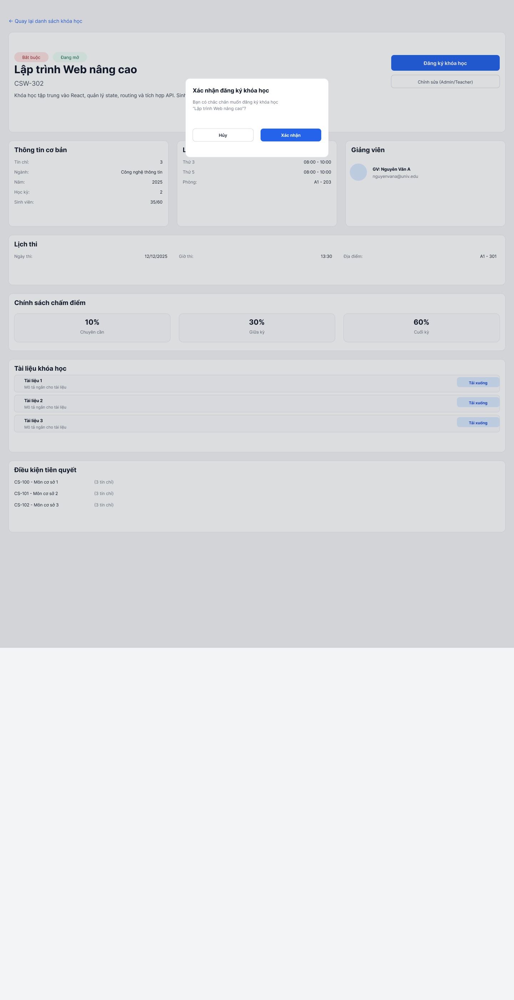 ← Quay lại danh sách khóa học
Bắt buộc
Đang mở
Lập trình Web nâng cao
CSW-302
Khóa học tập trung vào React, quản lý state, routing và tích hợp API.
Đăng ký khóa học
Chỉnh sửa (Admin/Teacher)
Xác nhận đăng ký khóa học
Bạn có chắc chắn muốn đăng ký khóa học
“Lập trình Web nâng cao”?
Hủy
Xác nhận
Thông tin cơ bản
Tín chỉ: 3
Ngành: Công nghệ thông tin
Năm: 2025
Học kỳ: 2
Sinh viên: 35/60
Thứ 3 08:00 - 10:00
Thứ 5 08:00 - 10:00
Phòng: A1 - 203
Giảng viên
GV: Nguyễn Văn A
nguyenvana@univ.edu
Lịch thi
Ngày thi: 12/12/2025
Giờ thi: 13:30
Địa điểm: A1 - 301
Chính sách chấm điểm
10%
Chuyên cần
30%
Giữa kỳ
60%
Cuối kỳ
Tài liệu khóa học
Tài liệu 1
Mô tả ngắn cho tài liệu
Tải xuống
Tài liệu 2
Mô tả ngắn cho tài liệu
Tải xuống
Tài liệu 3
Mô tả ngắn cho tài liệu
Tải xuống
Điều kiện tiên quyết
CS-100 - Môn cơ sở 1 (3 tín chỉ)
CS-101 - Môn cơ sở 2 (3 tín chỉ)
CS-102 - Môn cơ sở 3 (3 tín chỉ)